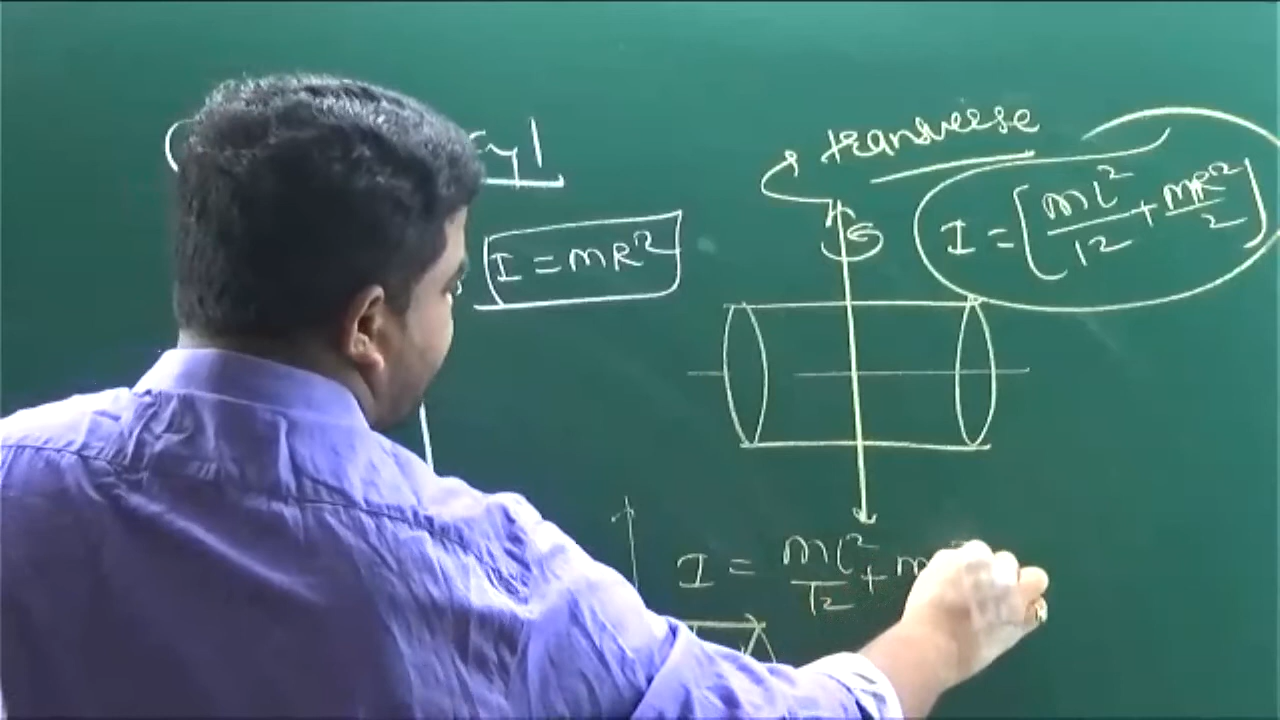 cyl
transverse
I = mR²
I = [ml²/12 + mR²/2]
I = ml²/12 + m